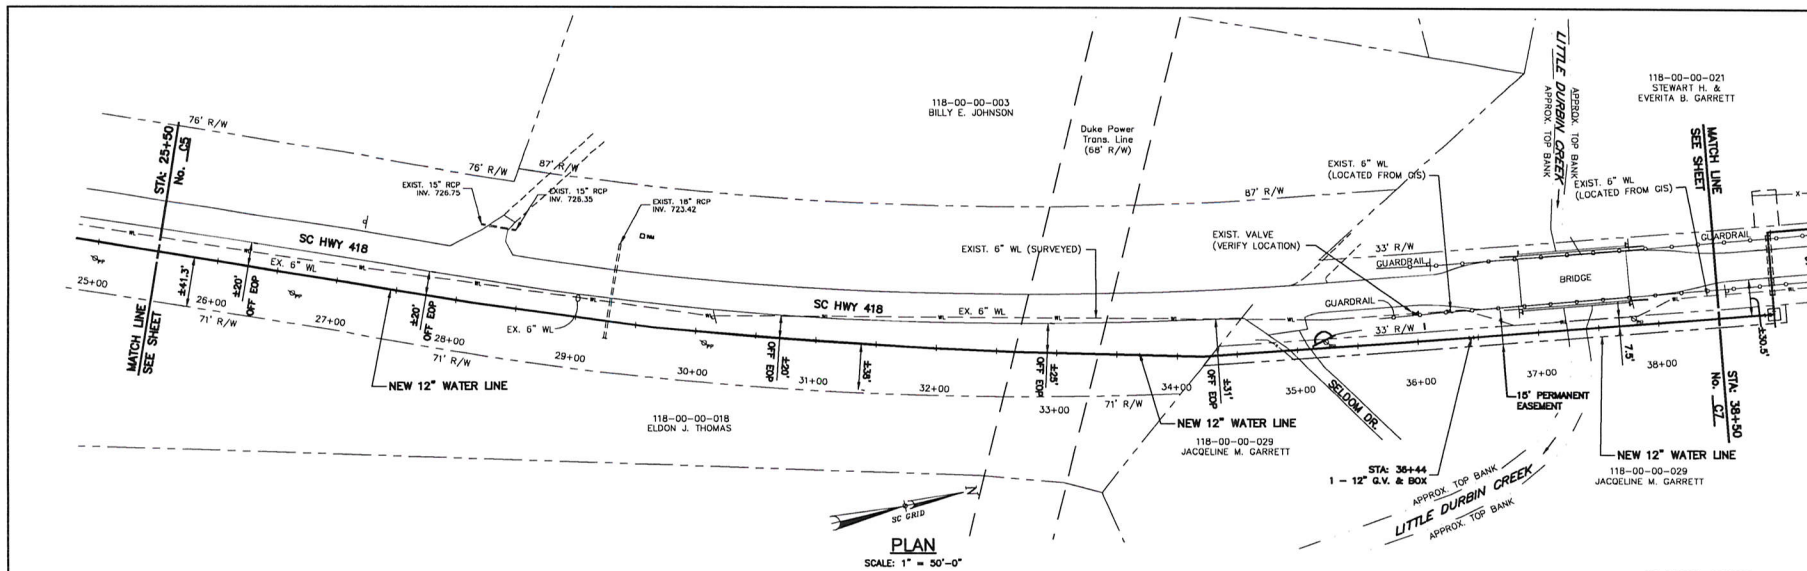 76' R/W
STA: 25+50
No. C5
MATCH LINE
SEE SHEET
76' R/W
87' R/W
EXIST. 15" RCP
INV. 726.75
EXIST. 15" RCP
INV. 726.35
EXIST. 18" RCP
INV. 723.42
118-00-00-003
BILLY E. JOHNSON
Duke Power
Trans. Line
(68' R/W)
87' R/W
EXIST. 6" WL
(LOCATED FROM GIS)
LITTLE DURBIN CREEK
APPROX. TOP BANK
APPROX. TOP BANK
118-00-00-021
STEWART H. &
EVERITA B. GARRETT
EXIST. 6" WL
(LOCATED FROM GIS)
MATCH LINE
SEE SHEET
SC HWY 418
EX. 6" WL
EXIST. 6" WL (SURVEYED)
EXIST. VALVE
(VERIFY LOCATION)
33' R/W
GUARDRAIL
GUARDRAIL
BRIDGE
GUARDRAIL
SC HWY 418
EX. 6" WL
EX. 6" WL
33' R/W
±41.3'
±20'
OFF EOP
±20'
OFF EOP
±20'
OFF EOP
±38'
±25'
OFF EOP
±31'
OFF EOP
7.5'
±30.5'
25+00
26+00
27+00
28+00
29+00
30+00
31+00
32+00
33+00
34+00
35+00
36+00
37+00
38+00
71' R/W
71' R/W
71' R/W
NEW 12" WATER LINE
118-00-00-018
ELDON J. THOMAS
NEW 12" WATER LINE
118-00-00-029
JACQELINE M. GARRETT
SELDOM DR.
15' PERMANENT
EASEMENT
STA: 36+44
1 - 12" G.V. & BOX
NEW 12" WATER LINE
118-00-00-029
JACQELINE M. GARRETT
STA: 38+50
No. C7
APPROX. TOP BANK
LITTLE DURBIN CREEK
APPROX. TOP BANK
N
SC GRID
PLAN
SCALE: 1" = 50'-0"